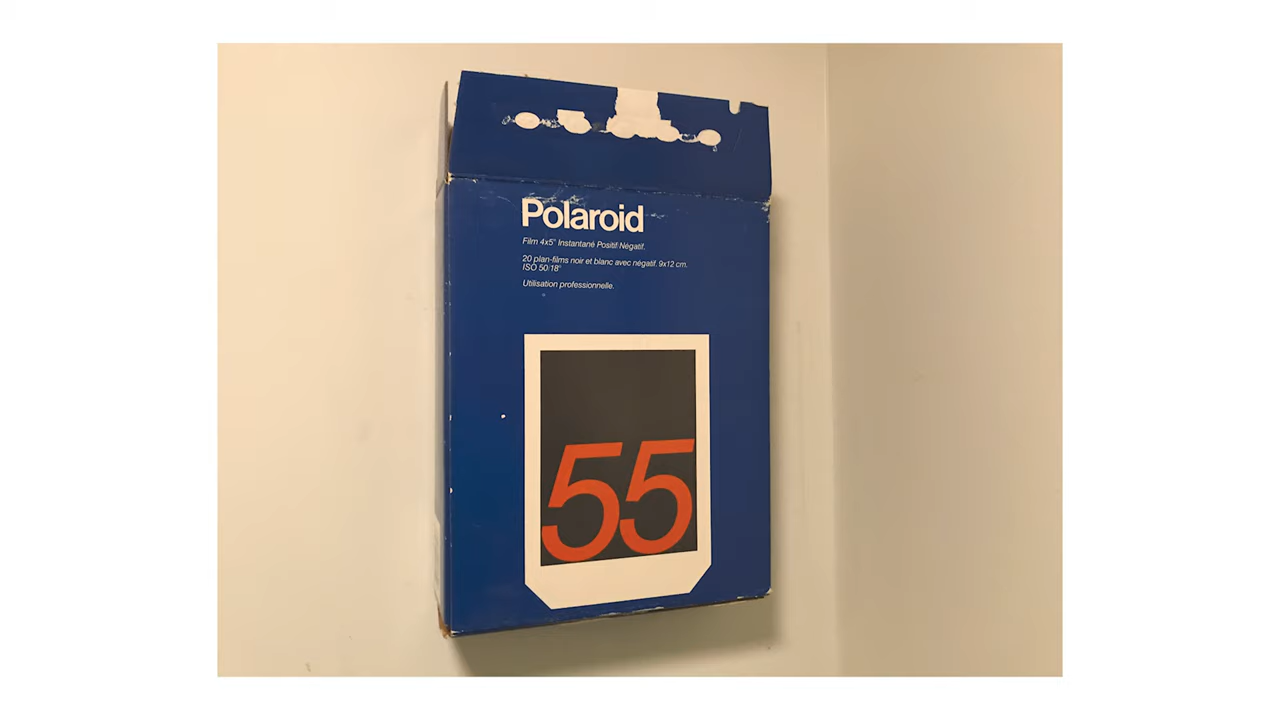 Polaroid
Film 4x5" Instantané Positif Négatif.
20 plan-films noir et blanc avec négatif. 9x12 cm.
ISO 50/18°
Utilisation professionnelle.
55